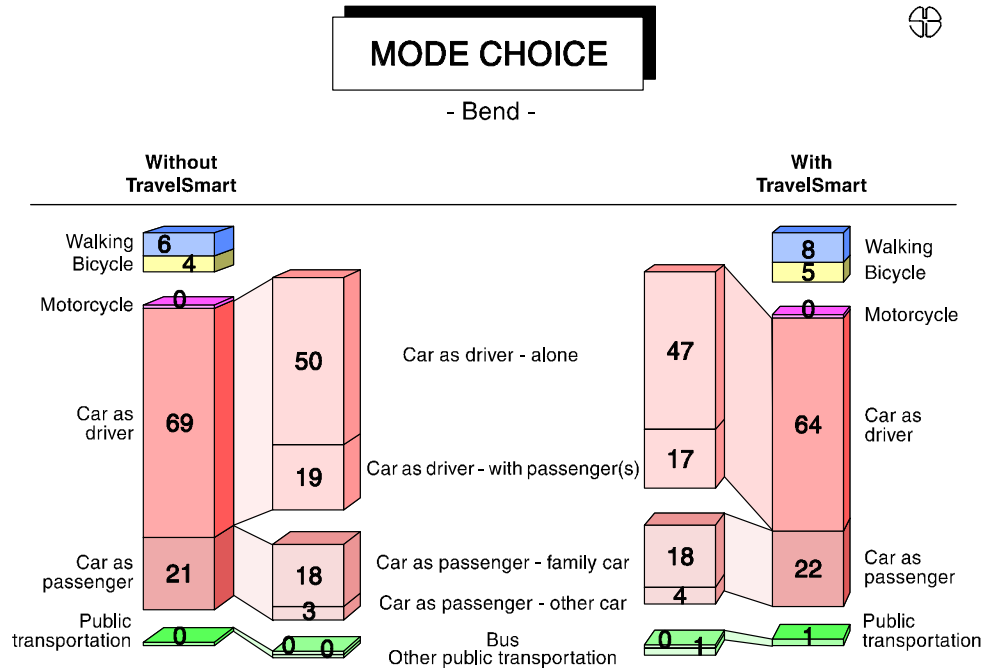 MODE CHOICE
- Bend -
Without TravelSmart
With TravelSmart
Walking 6 8 Walking
Bicycle 4 5 Bicycle
Motorcycle 0 0 Motorcycle
50 Car as driver - alone 47
Car as driver 69 64 Car as driver
19 Car as driver - with passenger(s) 17
18 Car as passenger - family car 18
Car as passenger 21 22 Car as passenger
3 Car as passenger - other car 4
Public transportation 0 1 Public transportation
0 Bus 0
0 Other public transportation 1